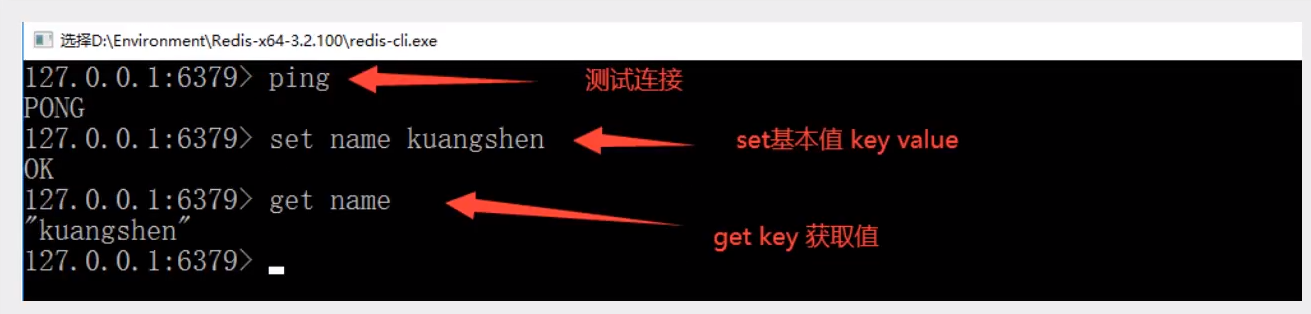 选择D:\Environment\Redis-x64-3.2.100\redis-cli.exe
127.0.0.1:6379> ping 测试连接
PONG
127.0.0.1:6379> set name kuangshen set基本值 key value
OK
127.0.0.1:6379> get name
"kuangshen" get key 获取值
127.0.0.1:6379>